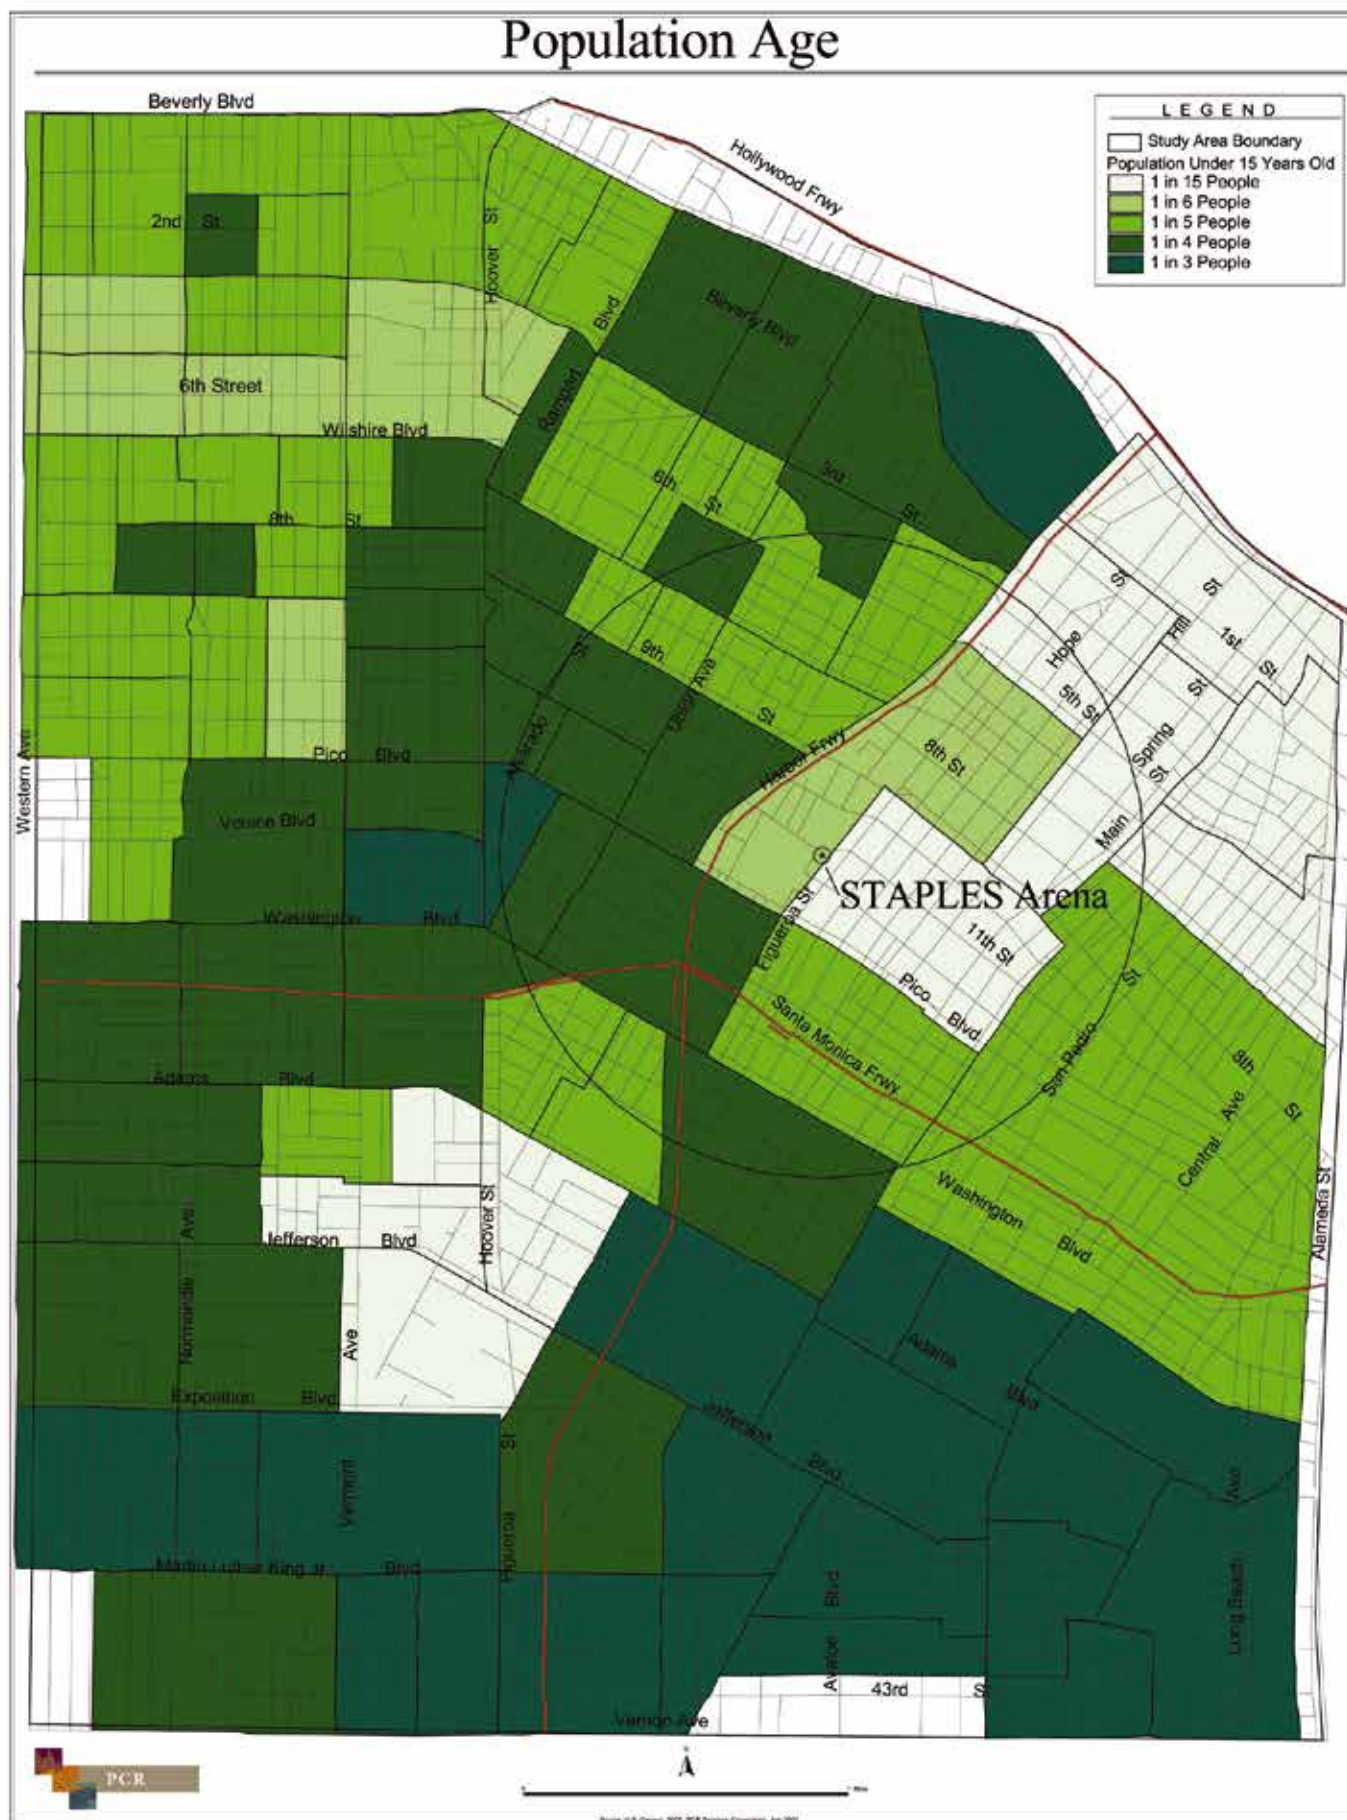 Population Age
Beverly Blvd
LEGEND
Study Area Boundary
Population Under 15 Years Old
1 in 15 People
1 in 6 People
1 in 5 People
1 in 4 People
1 in 3 People
Hollywood Frwy
2nd St
Hoover St
Beverly Blvd
Rampart Blvd
6th Street
Wilshire Blvd
3rd St
6th St
8th St
Hope St
Hill St
1st St
5th St
9th St
Union Ave
Alvarado St
Spring St
Harbor Frwy
8th St
Pico Blvd
Western Ave
Venice Blvd
Main St
STAPLES Arena
Washington Blvd
Figueroa St
11th St
Pico Blvd
Santa Monica Frwy
San Pedro
8th St
Central Ave
Adams Blvd
Alameda St
Washington Blvd
Normandie Ave
Jefferson Blvd
Hoover St
Adams Blvd
Exposition Blvd
Jefferson Blvd
Vermont Ave
Figueroa St
Martin Luther King Jr Blvd
Avalon Blvd
Long Beach Ave
43rd St
Vernon Ave
PCR